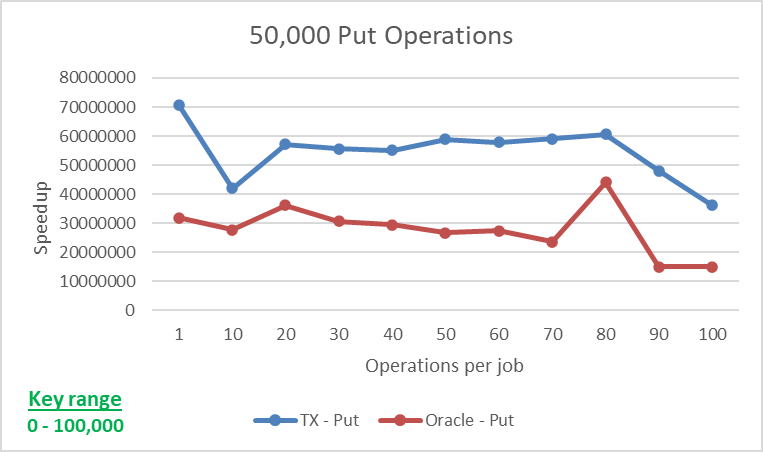 50,000 Put Operations
80000000
70000000
60000000
50000000
40000000
30000000
20000000
10000000
0
Speedup
1 10 20 30 40 50 60 70 80 90 100
Operations per job
Key range
0 - 100,000
TX - Put Oracle - Put